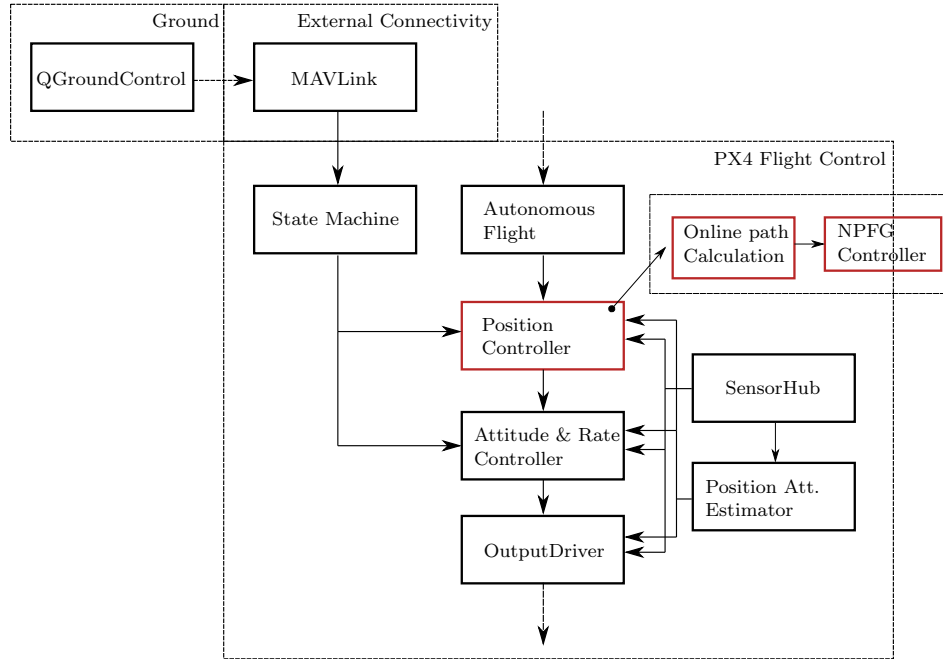 Ground
External Connectivity
QGroundControl
MAVLink
PX4 Flight Control
State Machine
Autonomous
Flight
Online path
Calculation
NPFG
Controller
Position
Controller
SensorHub
Attitude & Rate
Controller
Position Att.
Estimator
OutputDriver